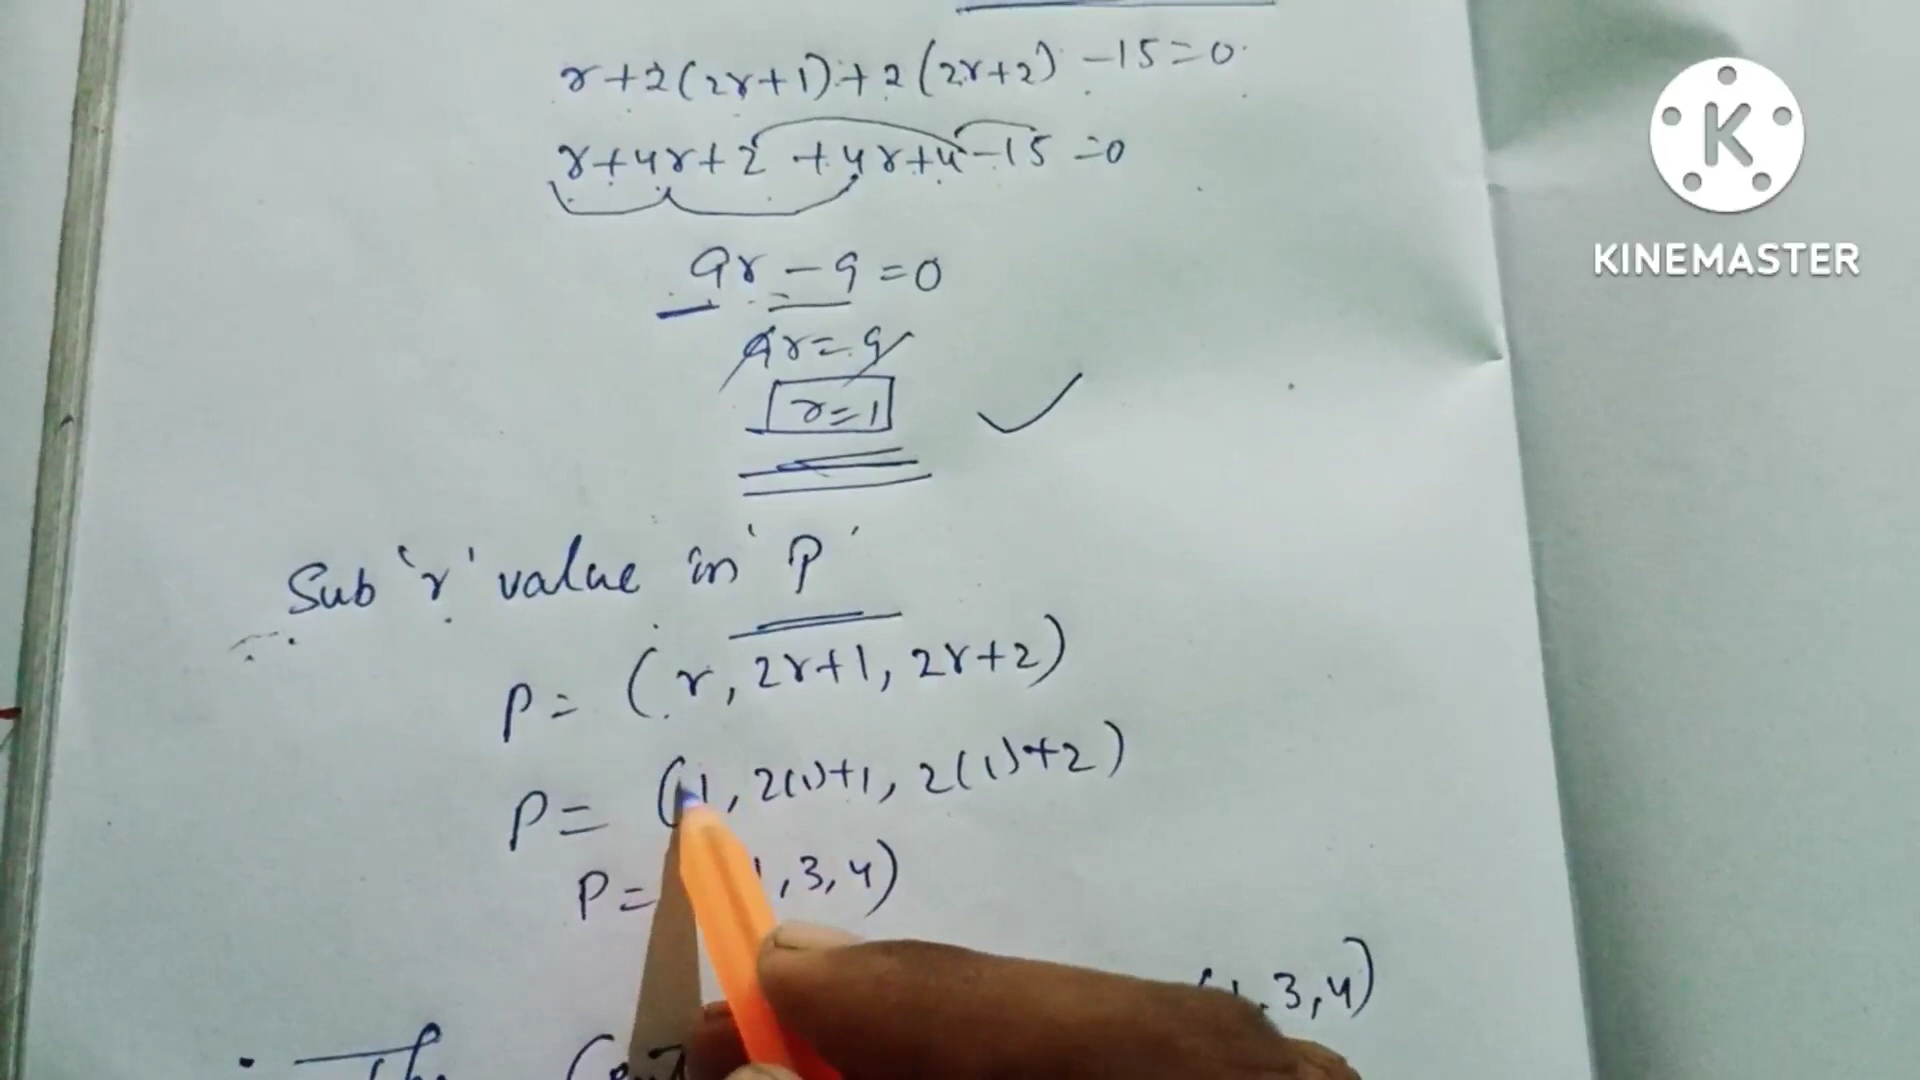 r+2(2r+1)+2(2r+2)-15=0
r+4r+2+4r+4-15=0
9r-9=0
9r=9
r=1
Sub 'r' value in 'P'
P=(r, 2r+1, 2r+2)
P=(1, 2(1)+1, 2(1)+2)
P= 1,3,4)
(1,3,4)
The
K
KINEMASTER